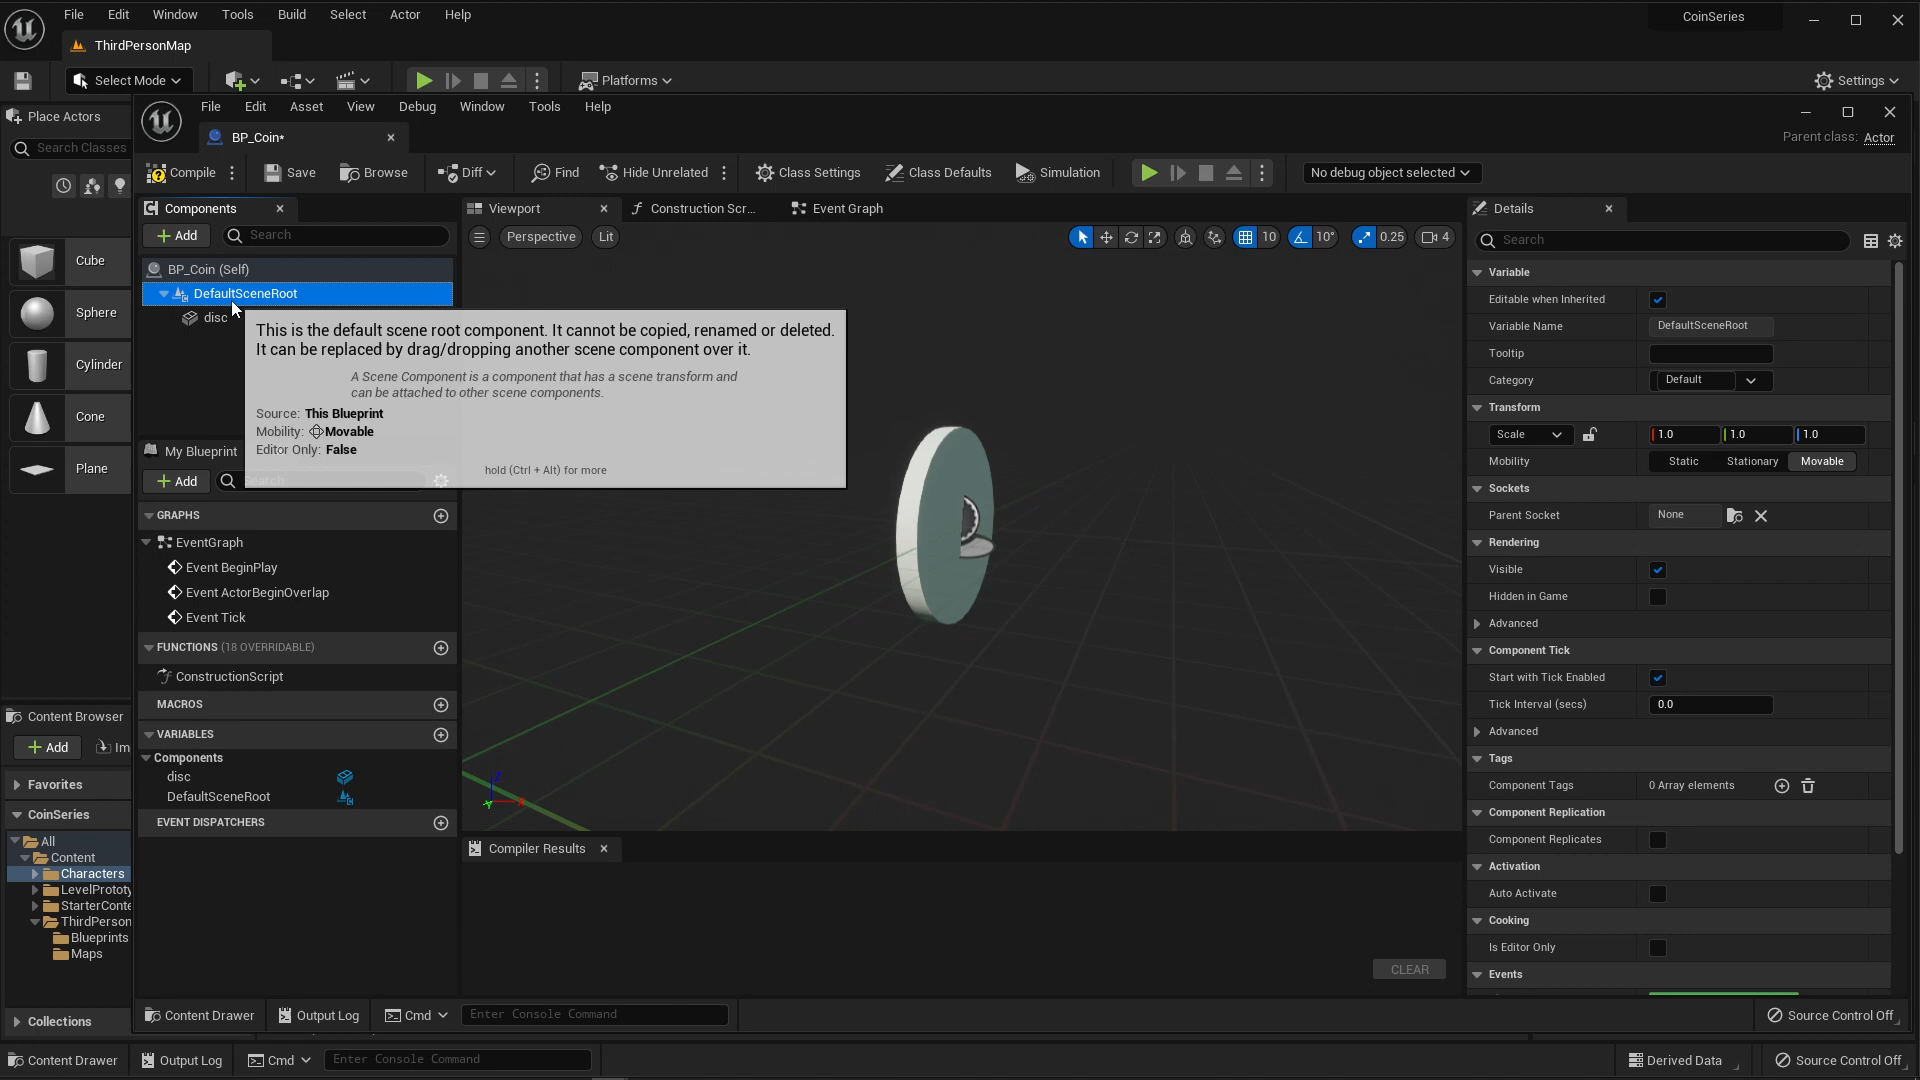 File Edit Window Tools Build Select Actor Help
CoinSeries
ThirdPersonMap
Select Mode
Platforms
Settings
Place Actors
Search Classes
Cube
Sphere
Cylinder
Cone
Plane
File Edit Asset View Debug Window Tools Help
BP_Coin*
Parent class: Actor
Compile
Save
Browse
Diff
Find
Hide Unrelated
Class Settings
Class Defaults
Simulation
No debug object selected
Components
Add
Search
BP_Coin (Self)
DefaultSceneRoot
disc
This is the default scene root component. It cannot be copied, renamed or deleted.
It can be replaced by drag/dropping another scene component over it.
A Scene Component is a component that has a scene transform and
can be attached to other scene components.
Source: This Blueprint
Mobility: Movable
Editor Only: False
hold (Ctrl + Alt) for more
My Blueprint
Add
Search
GRAPHS
EventGraph
Event BeginPlay
Event ActorBeginOverlap
Event Tick
FUNCTIONS (18 OVERRIDABLE)
ConstructionScript
MACROS
VARIABLES
Components
disc
DefaultSceneRoot
EVENT DISPATCHERS
Viewport
Construction Scr...
Event Graph
Perspective
Lit
10
10°
0.25
4
Z
Y
X
Compiler Results
CLEAR
Details
Search
Variable
Editable when Inherited
Variable Name DefaultSceneRoot
Tooltip
Category Default
Transform
Scale 1.0 1.0 1.0
Mobility Static Stationary Movable
Sockets
Parent Socket None
Rendering
Visible
Hidden in Game
Advanced
Component Tick
Start with Tick Enabled
Tick Interval (secs) 0.0
Advanced
Tags
Component Tags 0 Array elements
Component Replication
Component Replicates
Activation
Auto Activate
Cooking
Is Editor Only
Events
Content Browser
Add
Im
Favorites
CoinSeries
All
Content
Characters
LevelPrototy
StarterConte
ThirdPerson
Blueprints
Maps
Collections
Content Drawer
Output Log
Cmd
Enter Console Command
Source Control Off
Content Drawer
Output Log
Cmd
Enter Console Command
Derived Data
Source Control Off